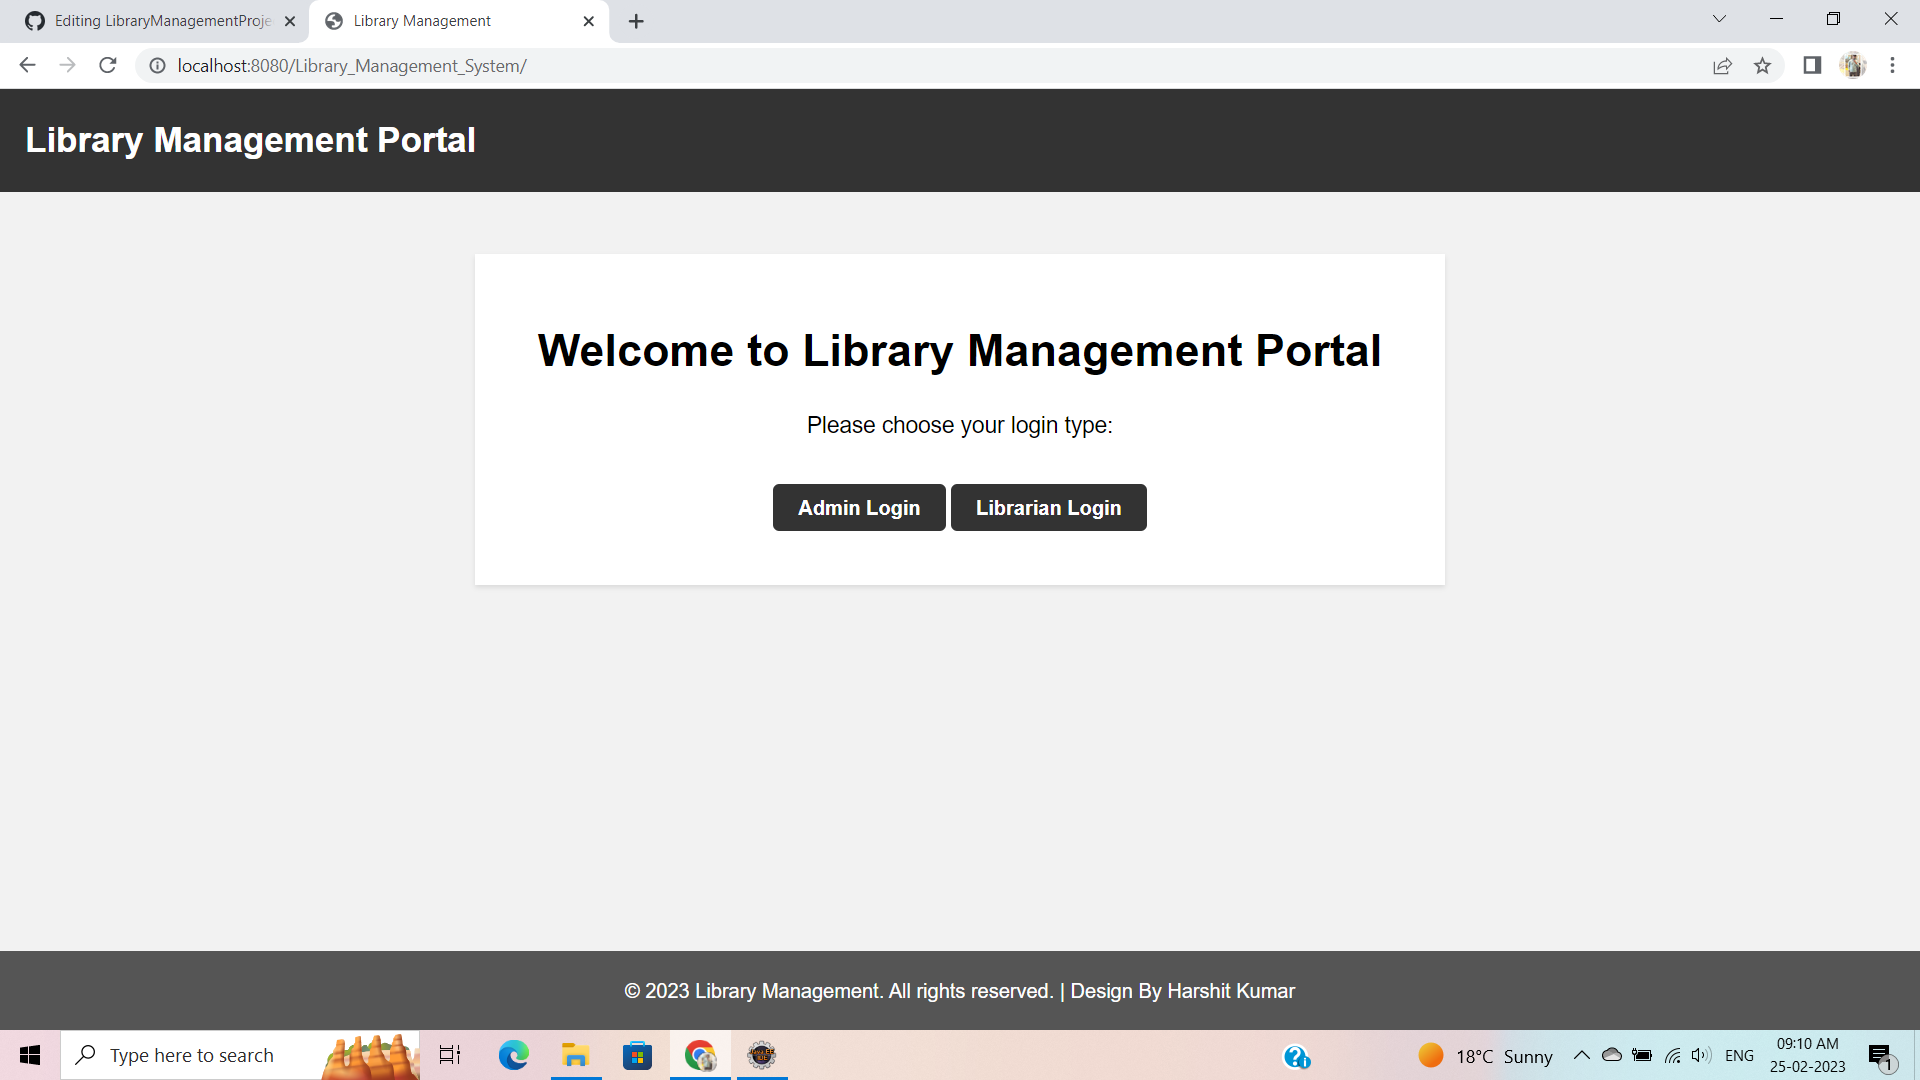 Editing LibraryManagementProje
Library Management
localhost:8080/Library_Management_System/
Library Management Portal
Welcome to Library Management Portal
Please choose your login type:
Admin Login Librarian Login
© 2023 Library Management. All rights reserved. | Design By Harshit Kumar
Type here to search
18°C Sunny
ENG
09:10 AM
25-02-2023
1